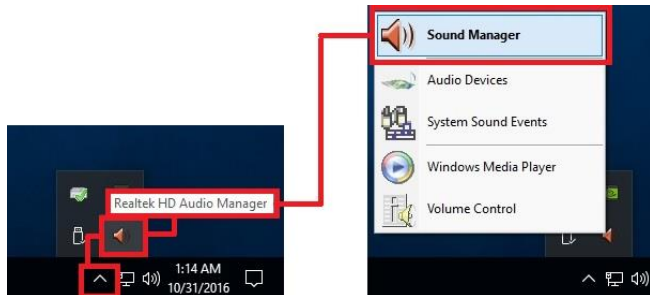 Realtek HD Audio Manager
1:14 AM
10/31/2016
Sound Manager
Audio Devices
System Sound Events
Windows Media Player
Volume Control